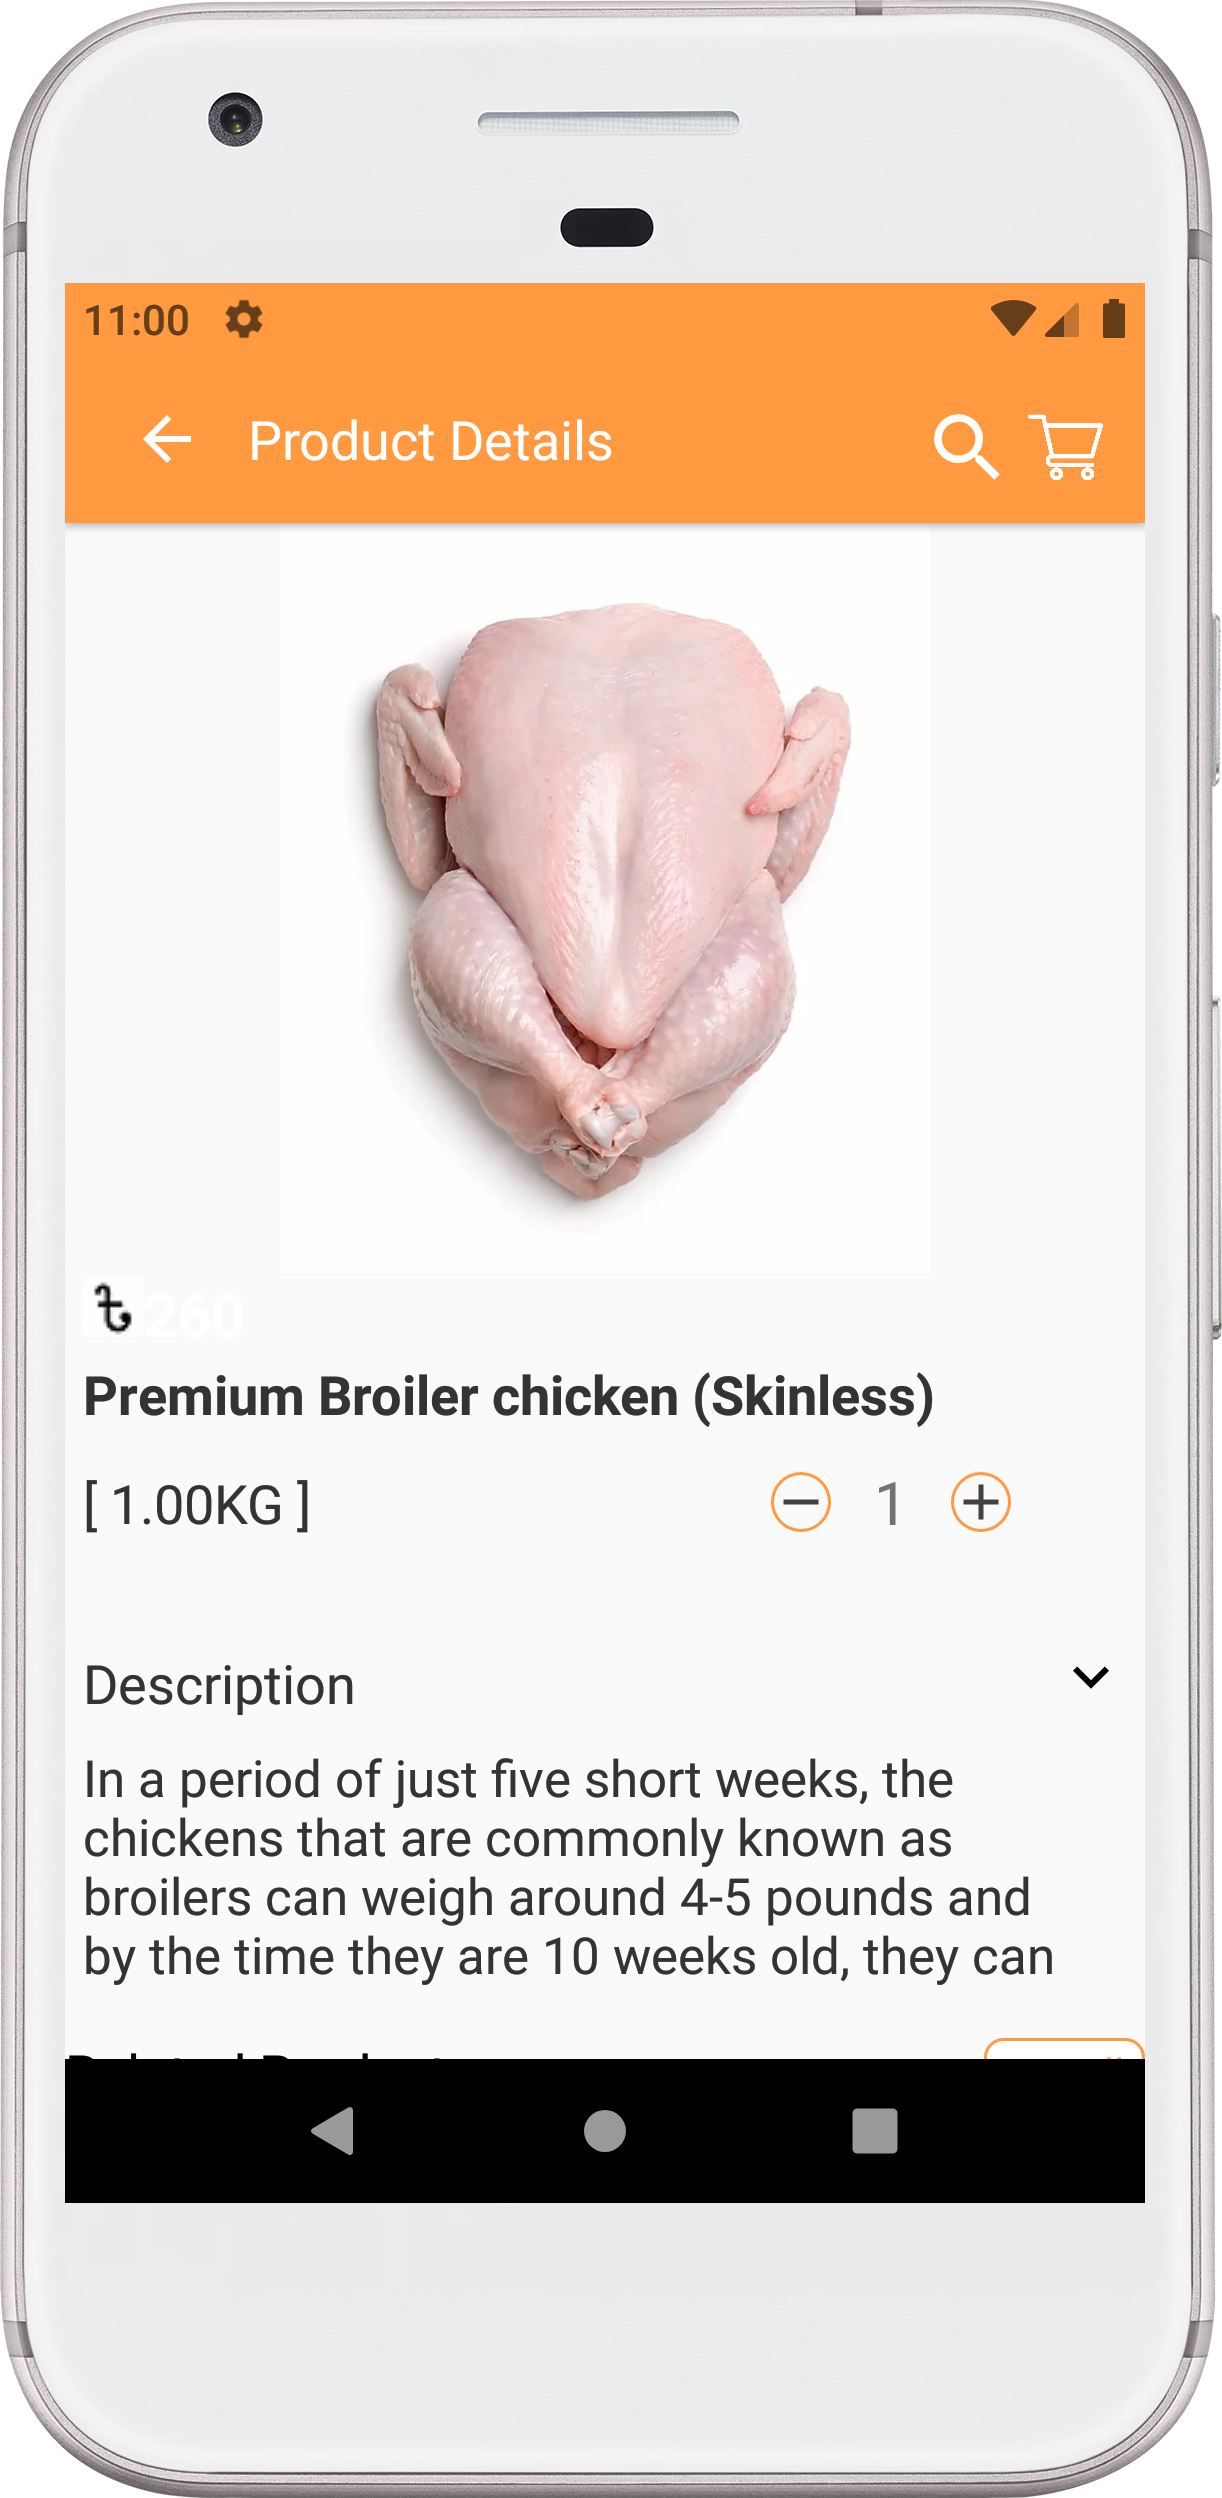 11:00
Product Details
৳ 260
Premium Broiler chicken (Skinless)
[ 1.00KG ]
1
Description
In a period of just five short weeks, the
chickens that are commonly known as
broilers can weigh around 4-5 pounds and
by the time they are 10 weeks old, they can